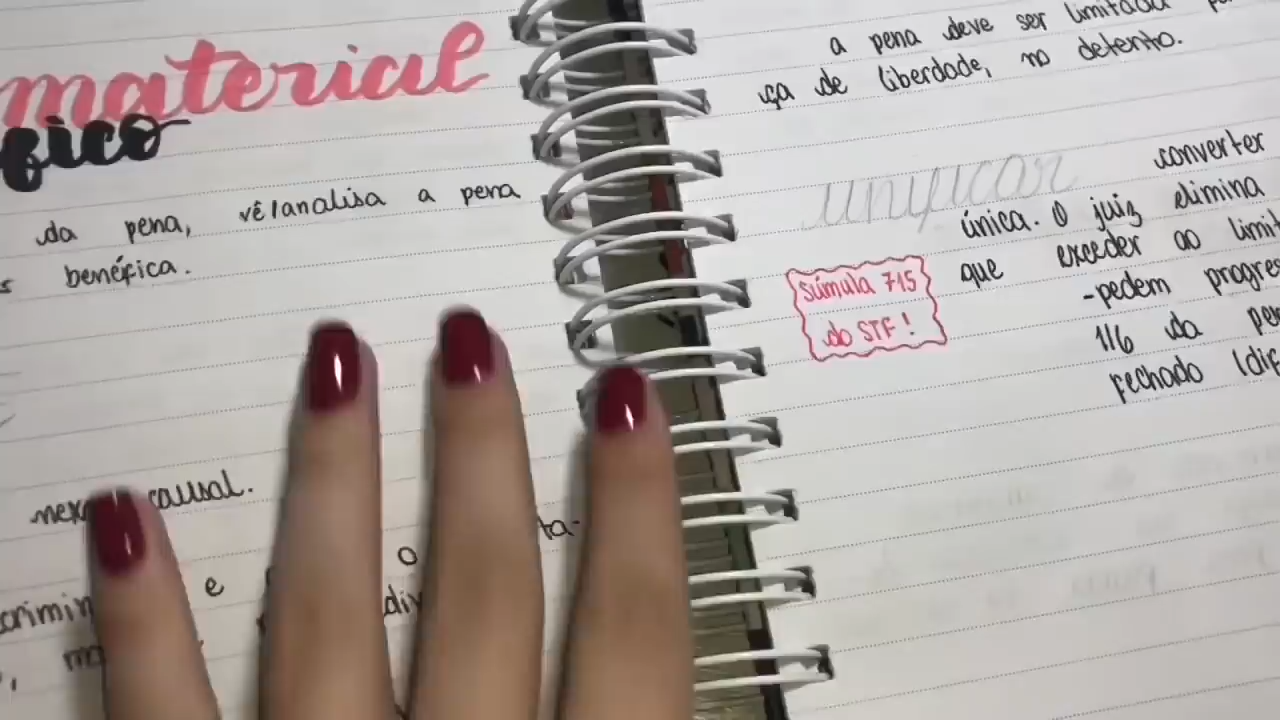 material
fico
da pena, vê/analisa a pena
s benéfica.
causal.
e
o
ta-
a pena deve ser limitada
ça de liberdade, no detento.
unificar
converter
única. O juiz elimina
que exceder ao limit
-pedem progres
1/6 da pe
fechado (di
súmula 715
do STF!